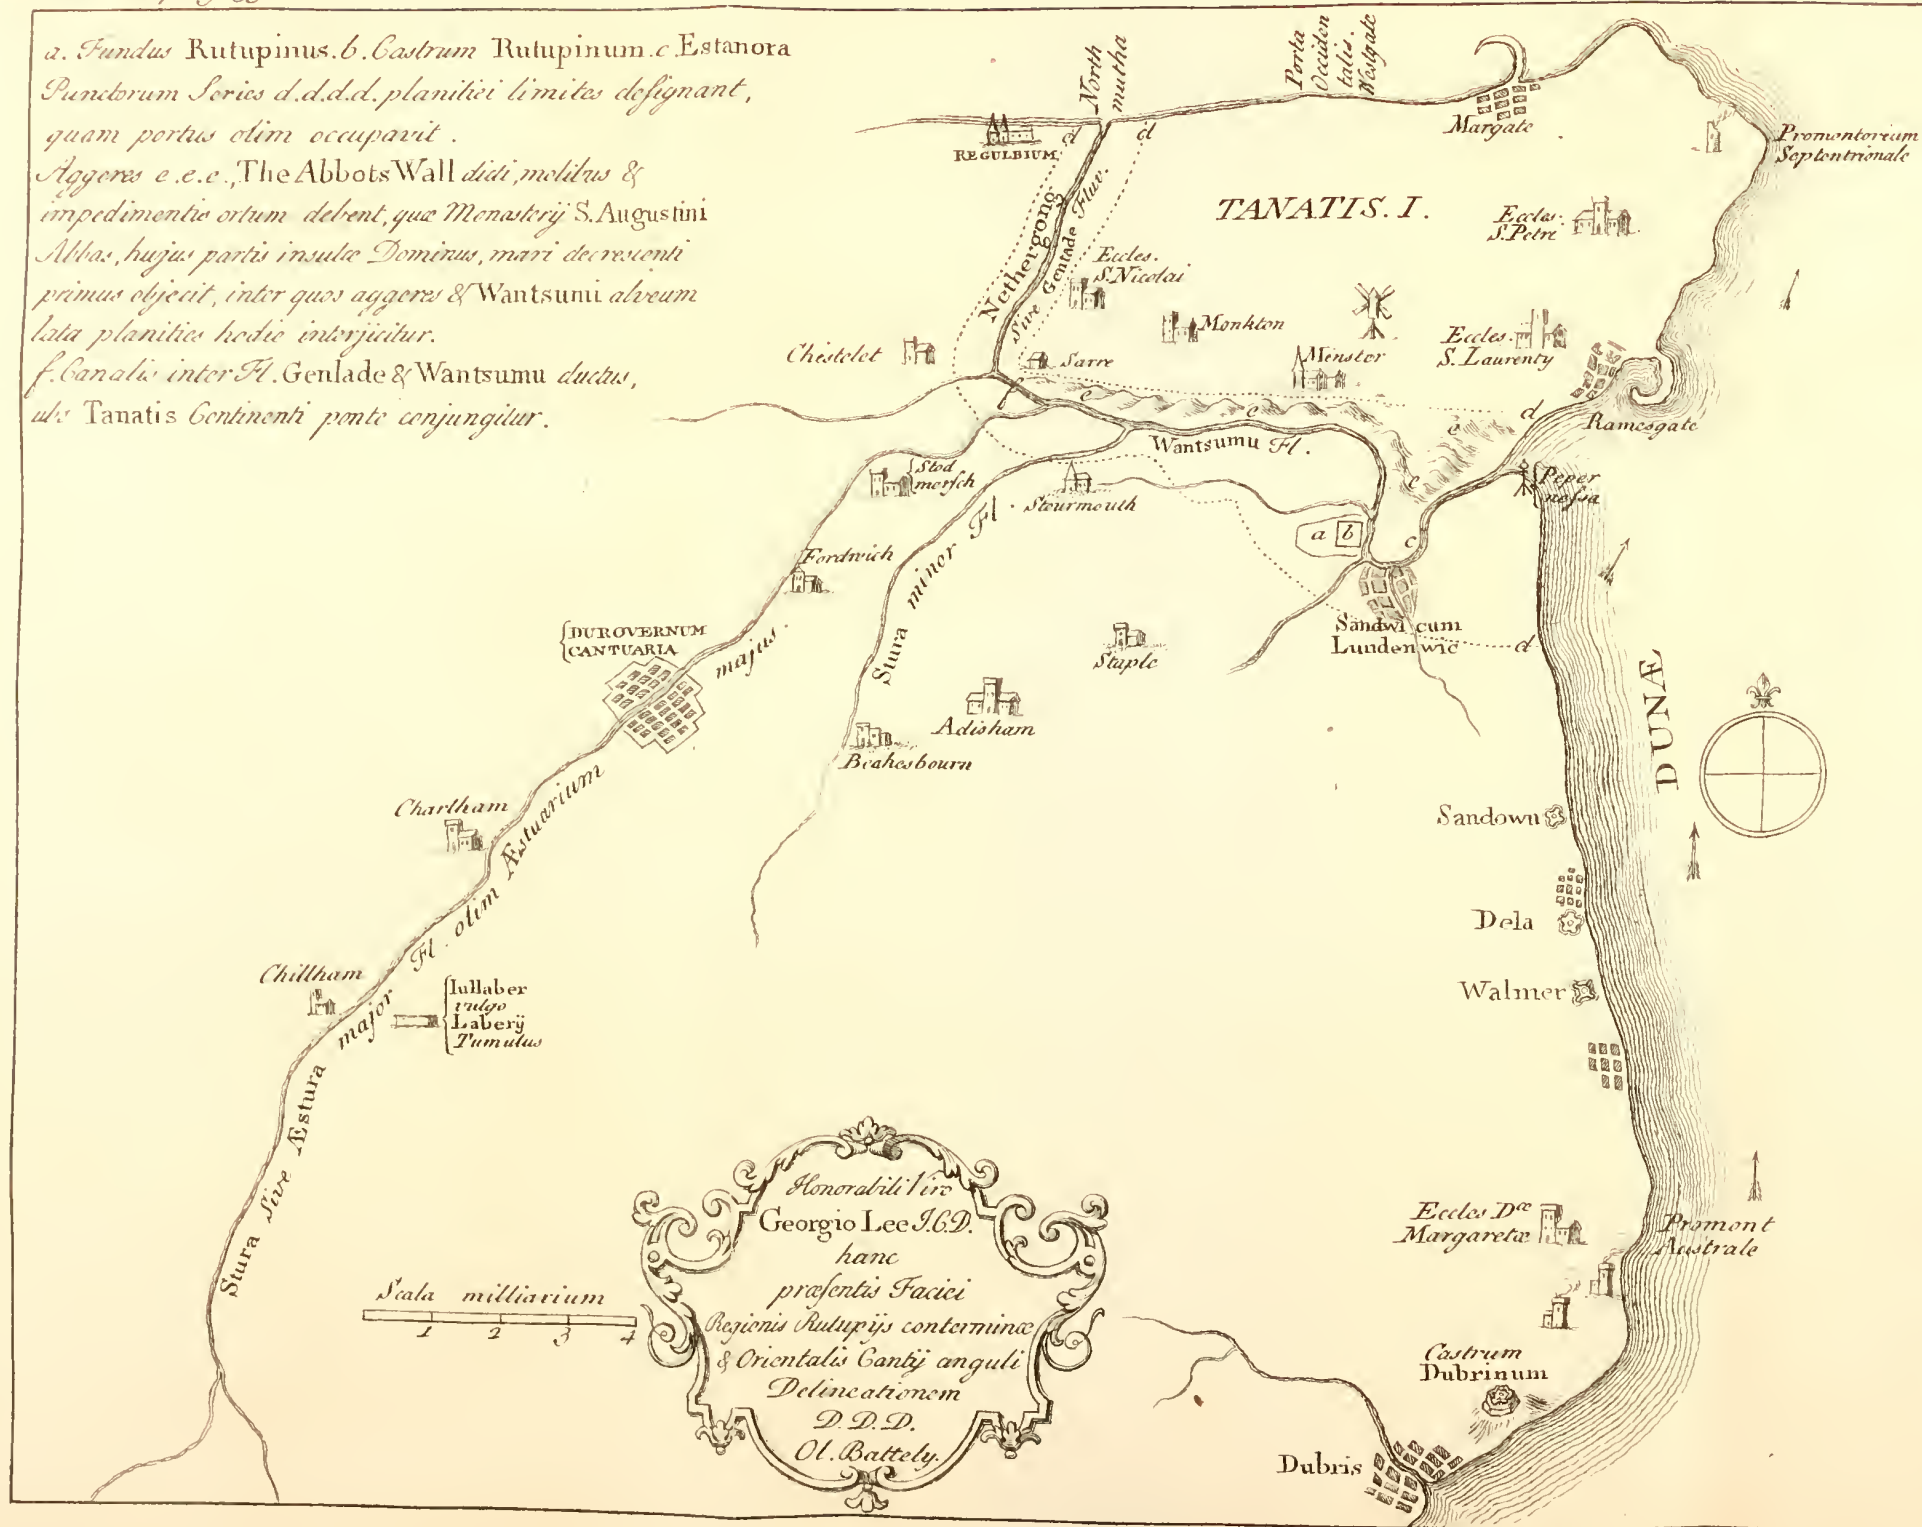 a. Fundus Rutupinus. b. Castrum Rutupinum. c. Estanora
Punctorum Series d.d.d.d. planitiei limites designant,
quam portus olim occupavit.
Aggeres e.e.e., The Abbots Wall dicti, molibus &
impedimentis ortum debent, quæ Monasterij S. Augustini
Abbas, hujus partis insulæ Dominus, mari decrescenti
primus objecit, inter quos aggeres & Wantsumi alveum
lata planities hodie interjicitur.
f. Canalis inter Fl. Genlade & Wantsumu ductus,
ubi Tanatis Continenti ponte conjungitur.
North
mutha
Porta
Occiden
talis.
Westgate
Margate
Promontorium
Septentrionale
REGULBIUM
d
d
Nethergong
Sive Genlade Fluv.
TANATIS. I.
Eccles.
S. Petri
Eccles.
S. Nicolai
Monkton
Menster
Eccles.
S. Laurenty
Chestelet
Sarre
f
e
e
e
e
d
Ramesgate
Wantsumu Fl.
Peper
nessa
Stod
mersch
Stourmouth
a
b
c
Fordwich
Stura minor Fl.
Sandwicum
Lundenwic
d
DUROVERNUM
CANTUARIA
majus.
Staple
Adisham
Beakesbourn
DUNÆ
Chartham
Sandown
Dela
Walmer
Chillham
Iullaber
vulgo
Laberij
Tumulus
Stura Sive Æstura major Fl. olim Æstuarium
Eccles Dæ
Margaretæ
Promont
Australe
Castrum
Dubrinum
Dubris
Scala milliarium
1 2 3 4
Honorabili Viro
Georgio Lee J.C.D.
hanc
præsentis Faciei
Regionis Rutupijs conterminæ
& Orientalis Cantij anguli
Delineationem
D. D. D.
Ol. Battely.